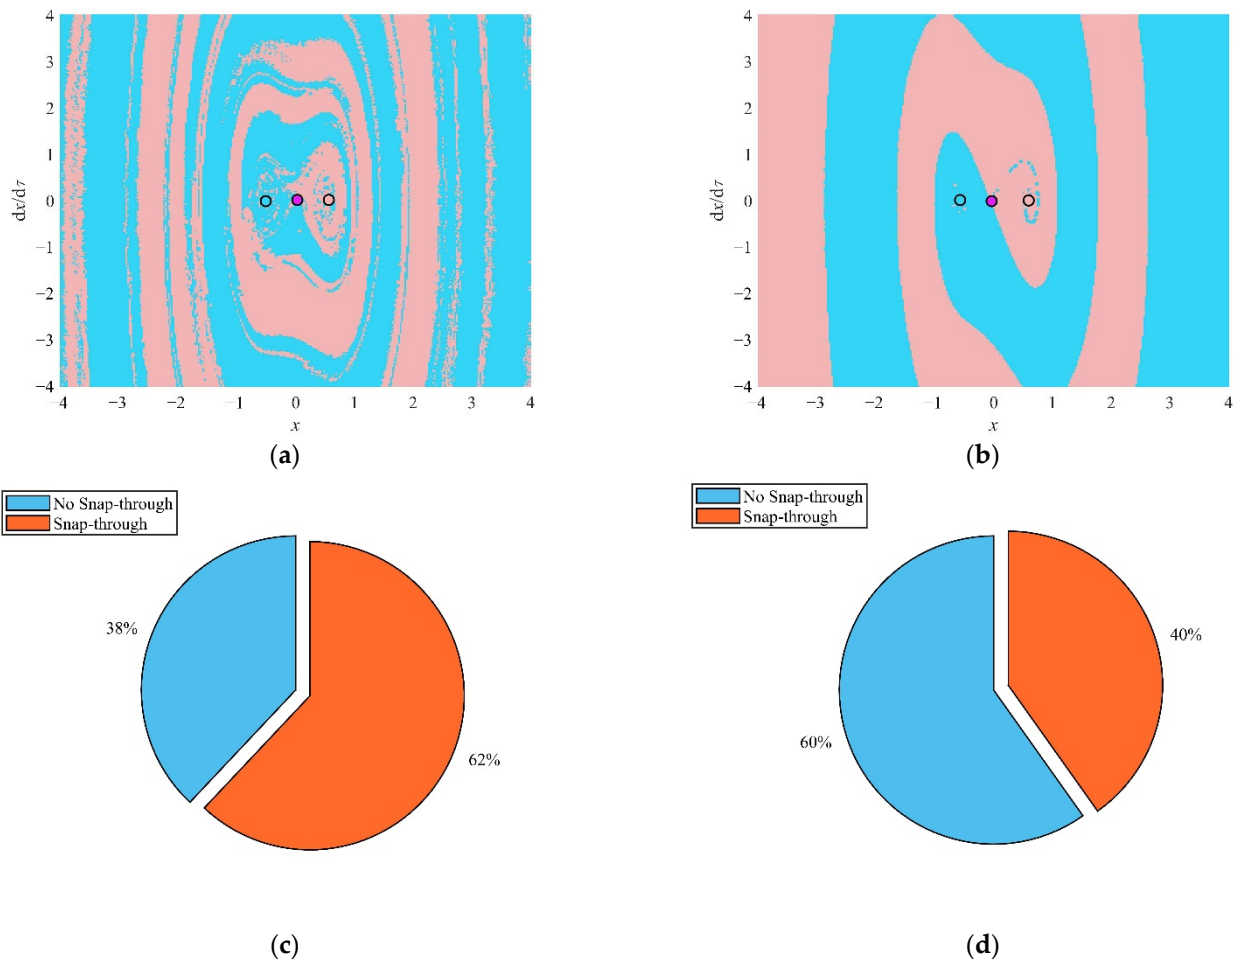 4
3
2
1
0
−1
−2
−3
−4
dx/dτ
−4 −3 −2 −1 0 1 2 3 4
x
(a)
4
3
2
1
0
−1
−2
−3
−4
dx/dτ
−4 −3 −2 −1 0 1 2 3 4
x
(b)
No Snap-through
Snap-through
38%
62%
(c)
No Snap-through
Snap-through
40%
60%
(d)